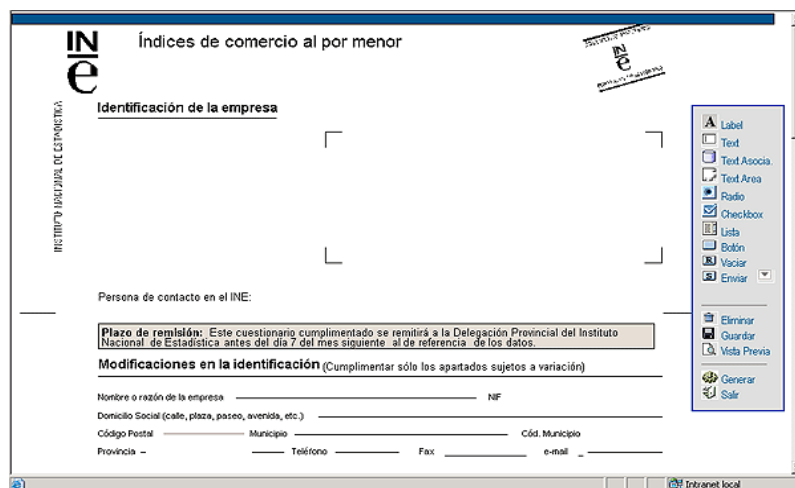 INe
Índices de comercio al por menor
INe
INSTITUTO NACIONAL DE ESTADISTICA
Identificación de la empresa
Persona de contacto en el INE:
Plazo de remisión: Este cuestionario cumplimentado se remitirá a la Delegación Provincial del Instituto
Nacional de Estadística antes del día 7 del mes siguiente al de referencia de los datos.
Modificaciones en la identificación (Cumplimentar sólo los apartados sujetos a variación)
Nombre o razón de la empresa NIF
Domicilio Social (calle, plaza, paseo, avenida, etc.)
Código Postal Municipio Cód. Municipio
Provincia Teléfono Fax e-mail
A Label
Text
Text Asocia.
Text Area
Radio
Checkbox
Lista
Botón
R Vaciar
S Enviar
Eliminar
Guardar
Vista Previa
Generar
Salir
Intranet local